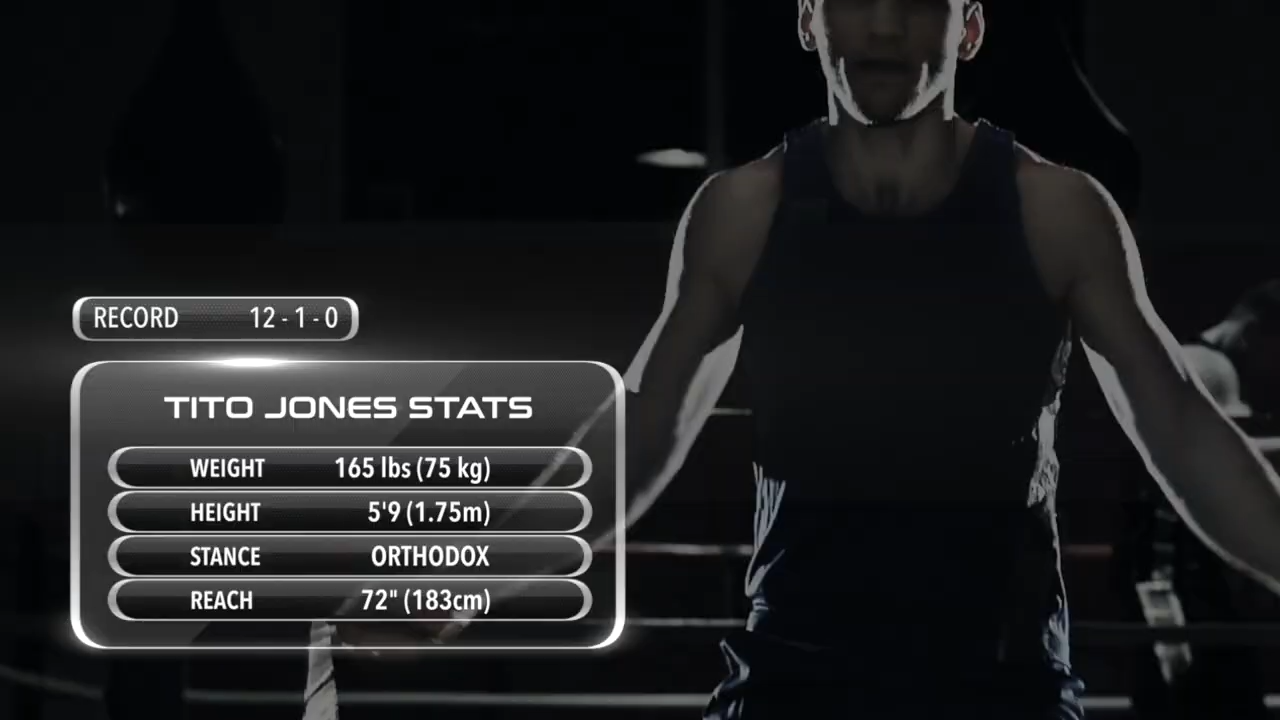 RECORD 12 - 1 - 0
TITO JONES STATS
WEIGHT 165 lbs (75 kg)
HEIGHT 5'9 (1.75m)
STANCE ORTHODOX
REACH 72" (183cm)